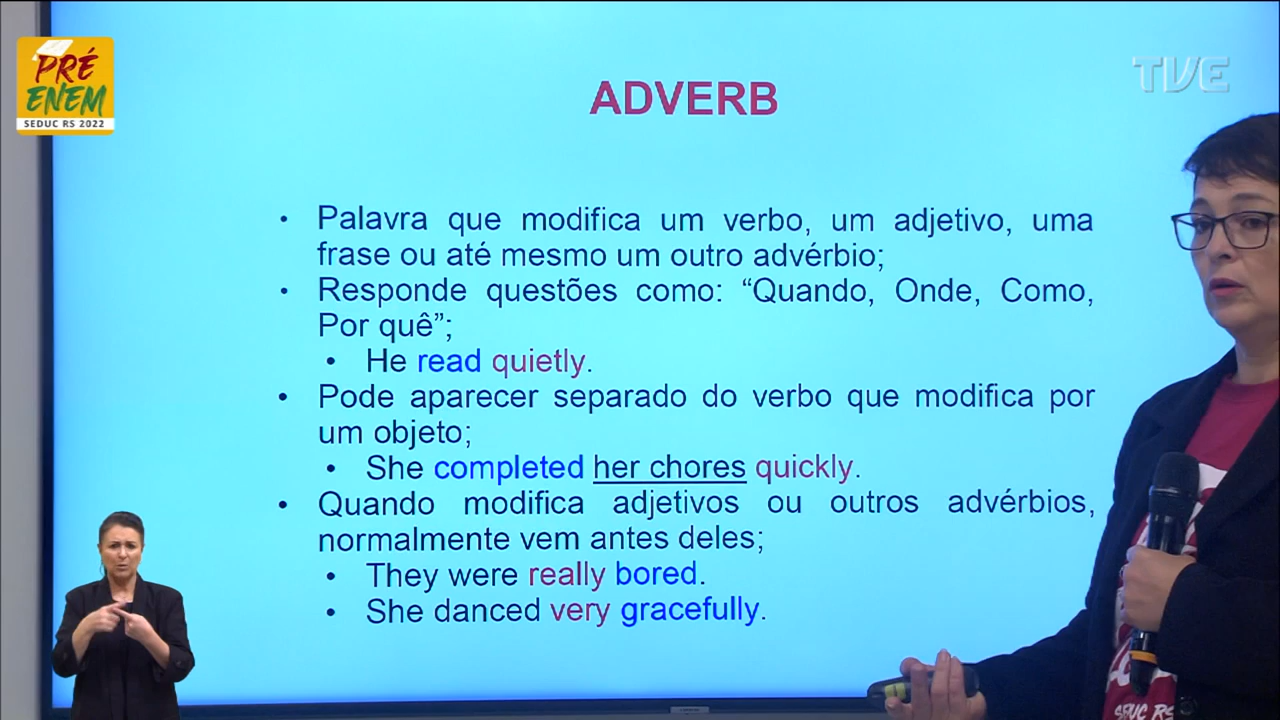 PRÉ
ENEM
SEDUC RS 2022
TVE
ADVERB
• Palavra que modifica um verbo, um adjetivo, uma
frase ou até mesmo um outro advérbio;
• Responde questões como: “Quando, Onde, Como,
Por quê”;
• He read quietly.
• Pode aparecer separado do verbo que modifica por
um objeto;
• She completed her chores quickly.
• Quando modifica adjetivos ou outros advérbios,
normalmente vem antes deles;
• They were really bored.
• She danced very gracefully.
SEDUC RS